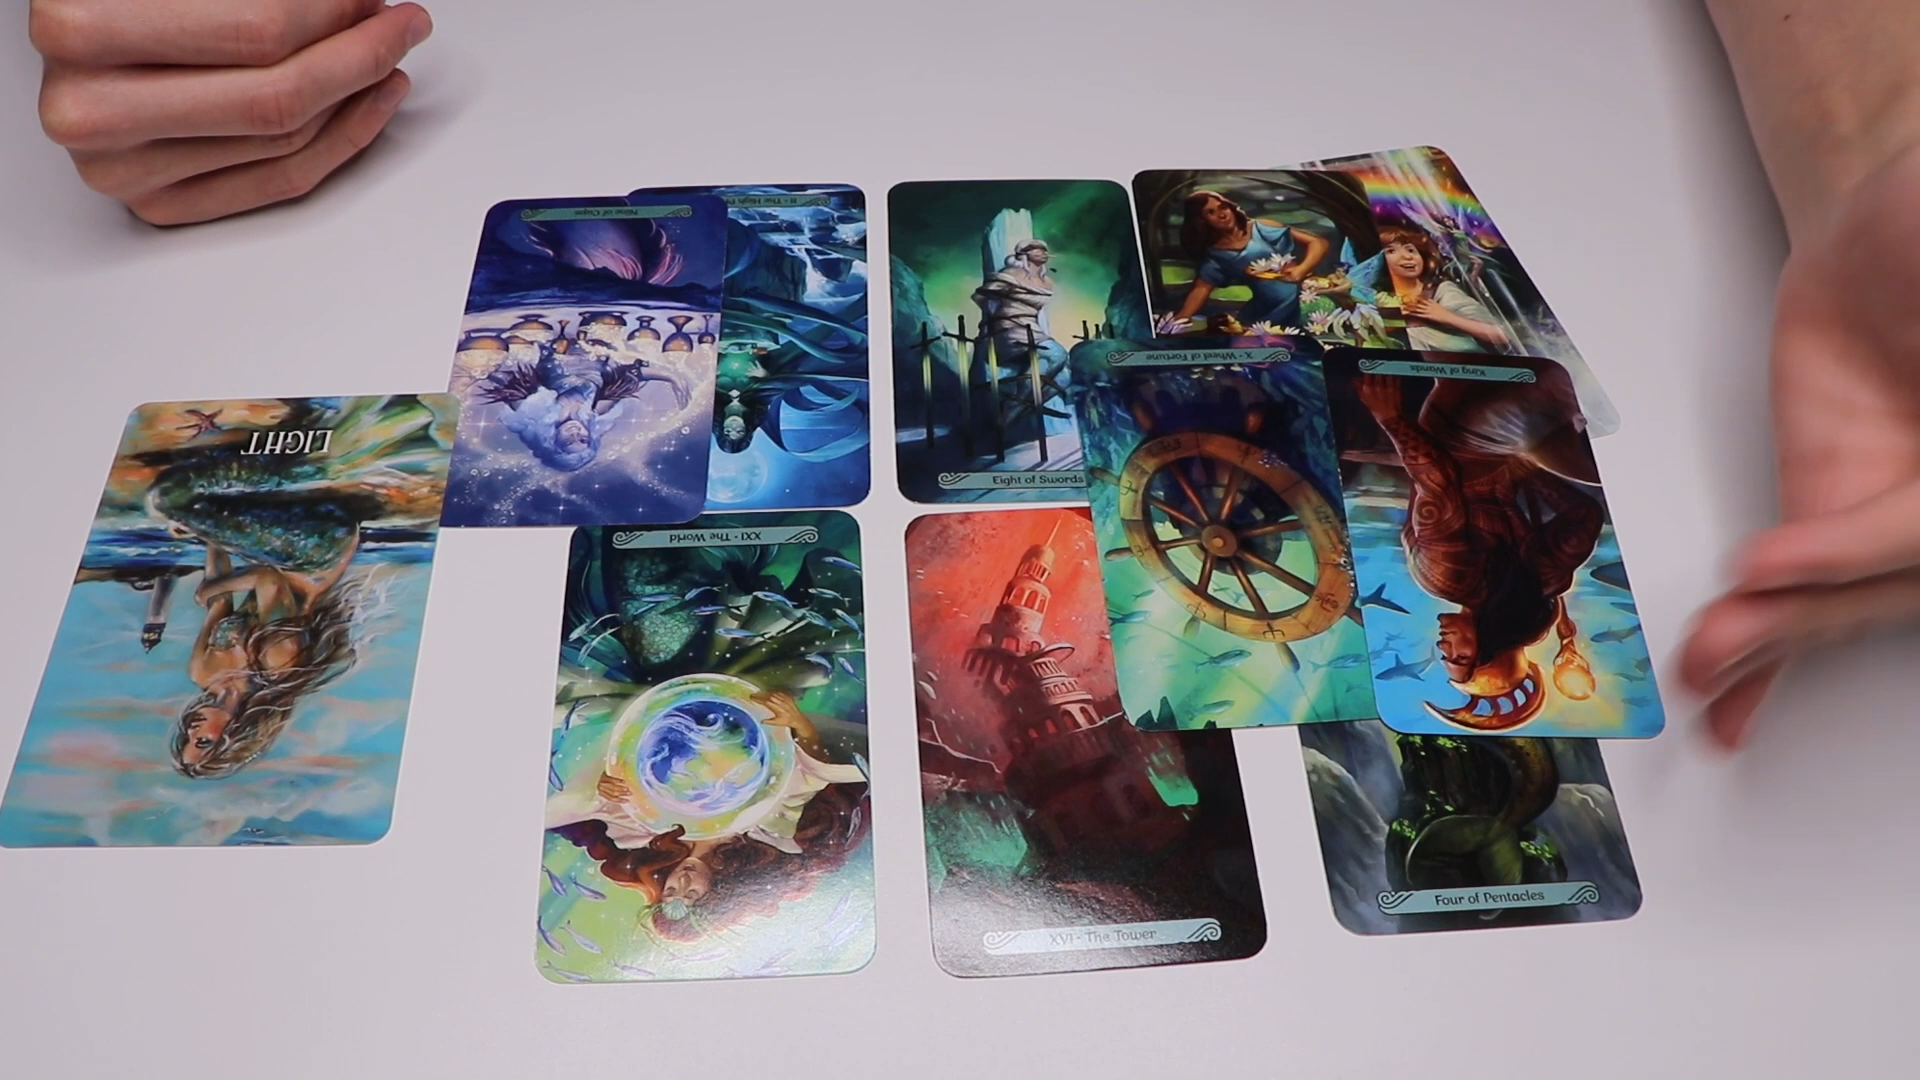 Nine of Cups
II - The High
Eight of Swords
X - Wheel of Fortune
King of Wands
LIGHT
XXI - The World
XVI - The Tower
Four of Pentacles